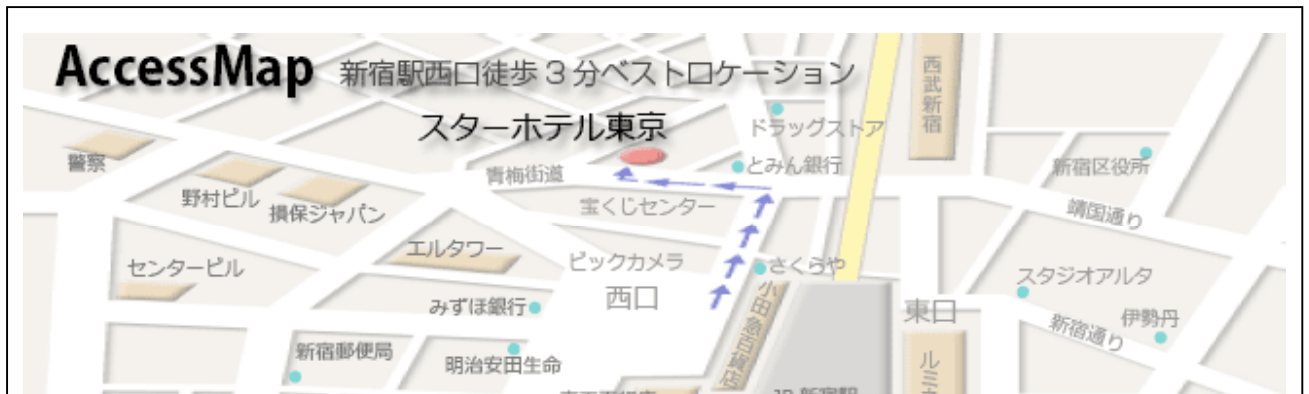 AccessMap 新宿駅西口徒歩3分ベストロケーション
スターホテル東京
西武新宿
ドラッグストア
警察
青梅街道
とみん銀行
新宿区役所
野村ビル
損保ジャパン
宝くじセンター
靖国通り
エルタワー
センタービル
ビックカメラ
さくらや
スタジオアルタ
みずほ銀行
西口
小田急百貨店
東口
新宿通り
伊勢丹
新宿郵便局
明治安田生命